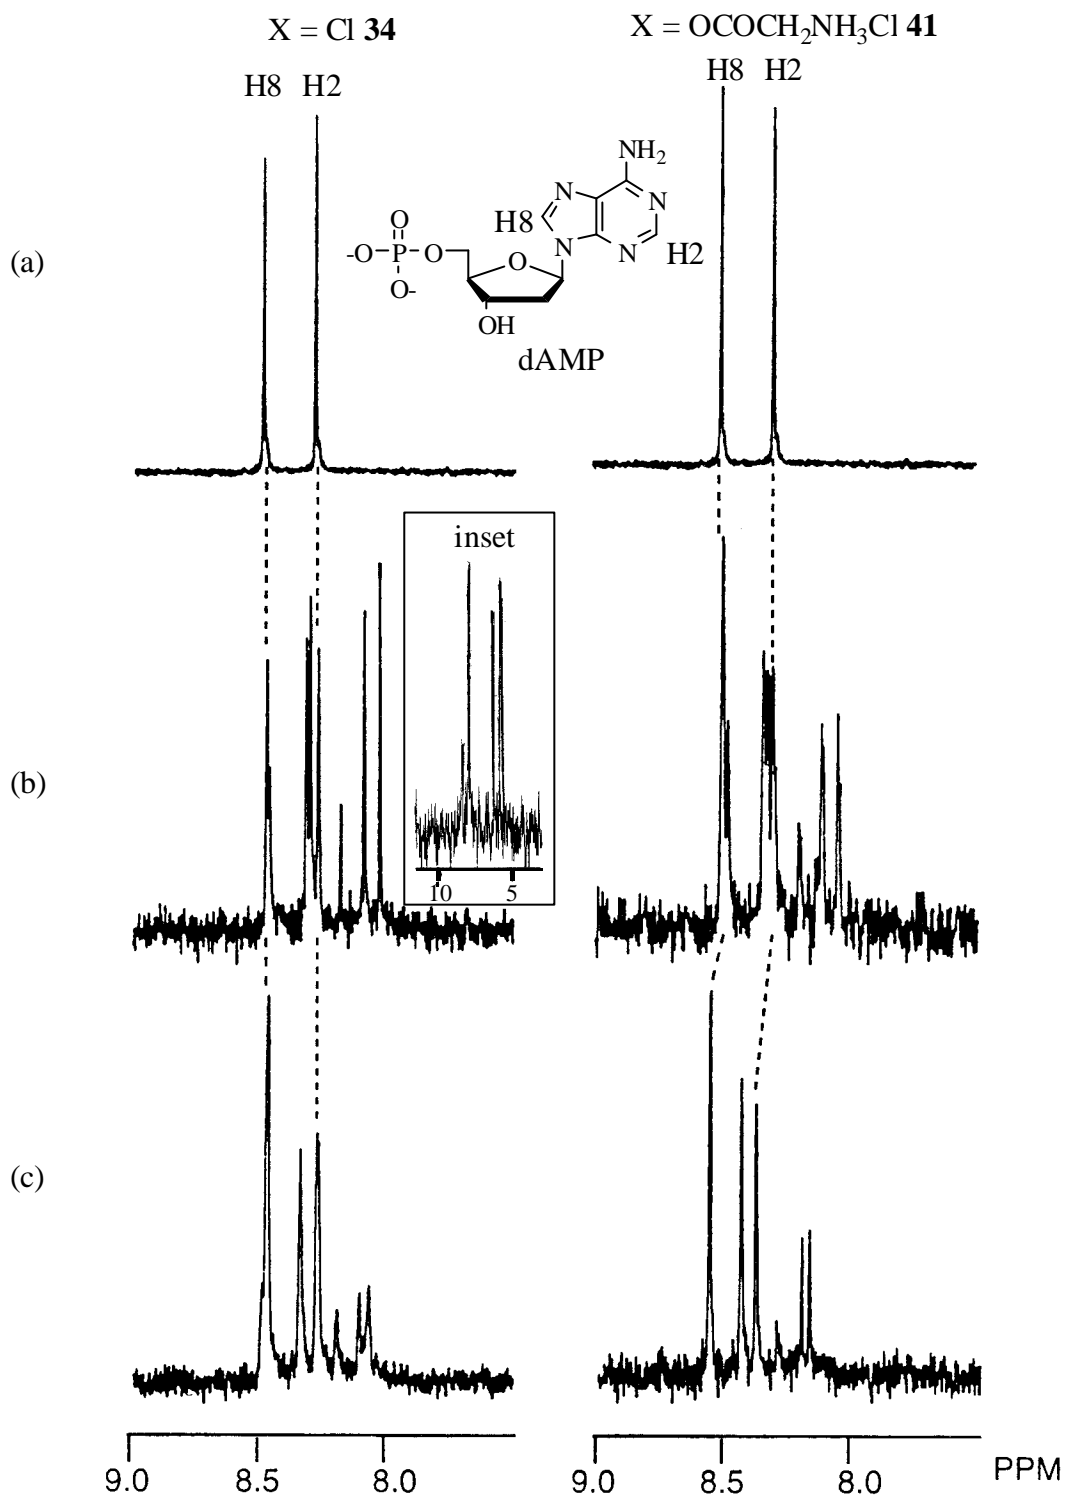 X = Cl 34
X = OCOCH2NH3Cl 41
H8 H2
H8 H2
(a)
NH2
N
N
N
N
H8
H2
O
-O-P-O
O-
O
OH
dAMP
inset
10 5
(b)
(c)
9.0 8.5 8.0
9.0 8.5 8.0 PPM